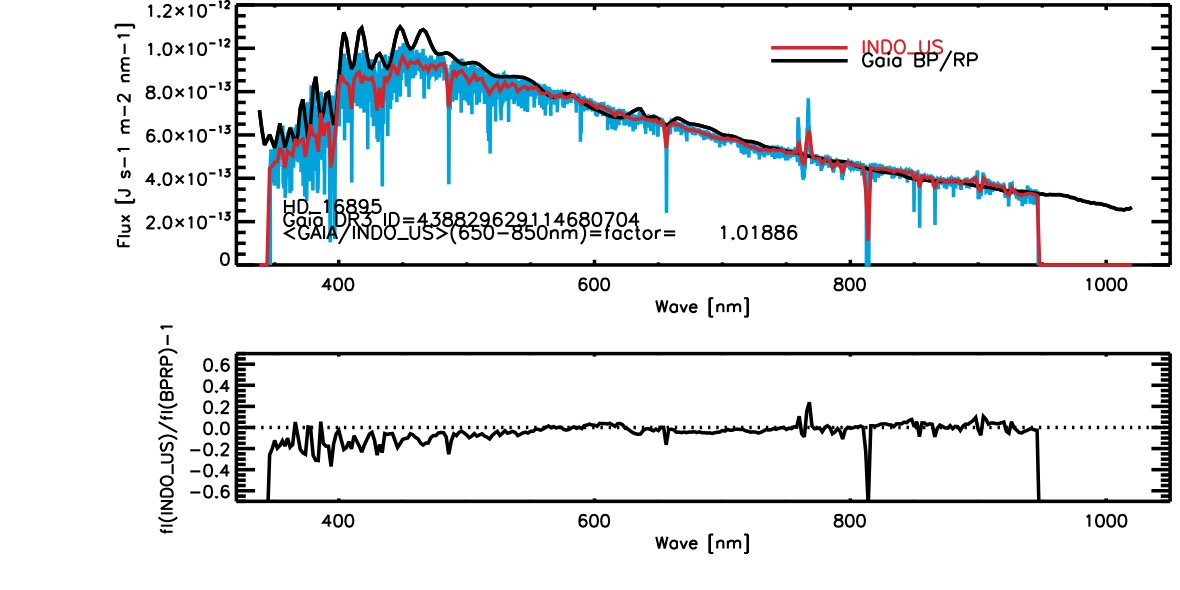 1.2×10−12
1.0×10−12
8.0×10−13
6.0×10−13
4.0×10−13
2.0×10−13
0
Flux [J s−1 m−2 nm−1]
INDO_US
Gaia BP/RP
HD_16895
Gaia DR3 ID=4388296291114680704
<GAIA/INDO_US>(650−850nm)=factor= 1.01886
400 600 800 1000
Wave [nm]
fl(INDO_US)/fl(BPRP)−1
0.6
0.4
0.2
0.0
−0.2
−0.4
−0.6
400 600 800 1000
Wave [nm]